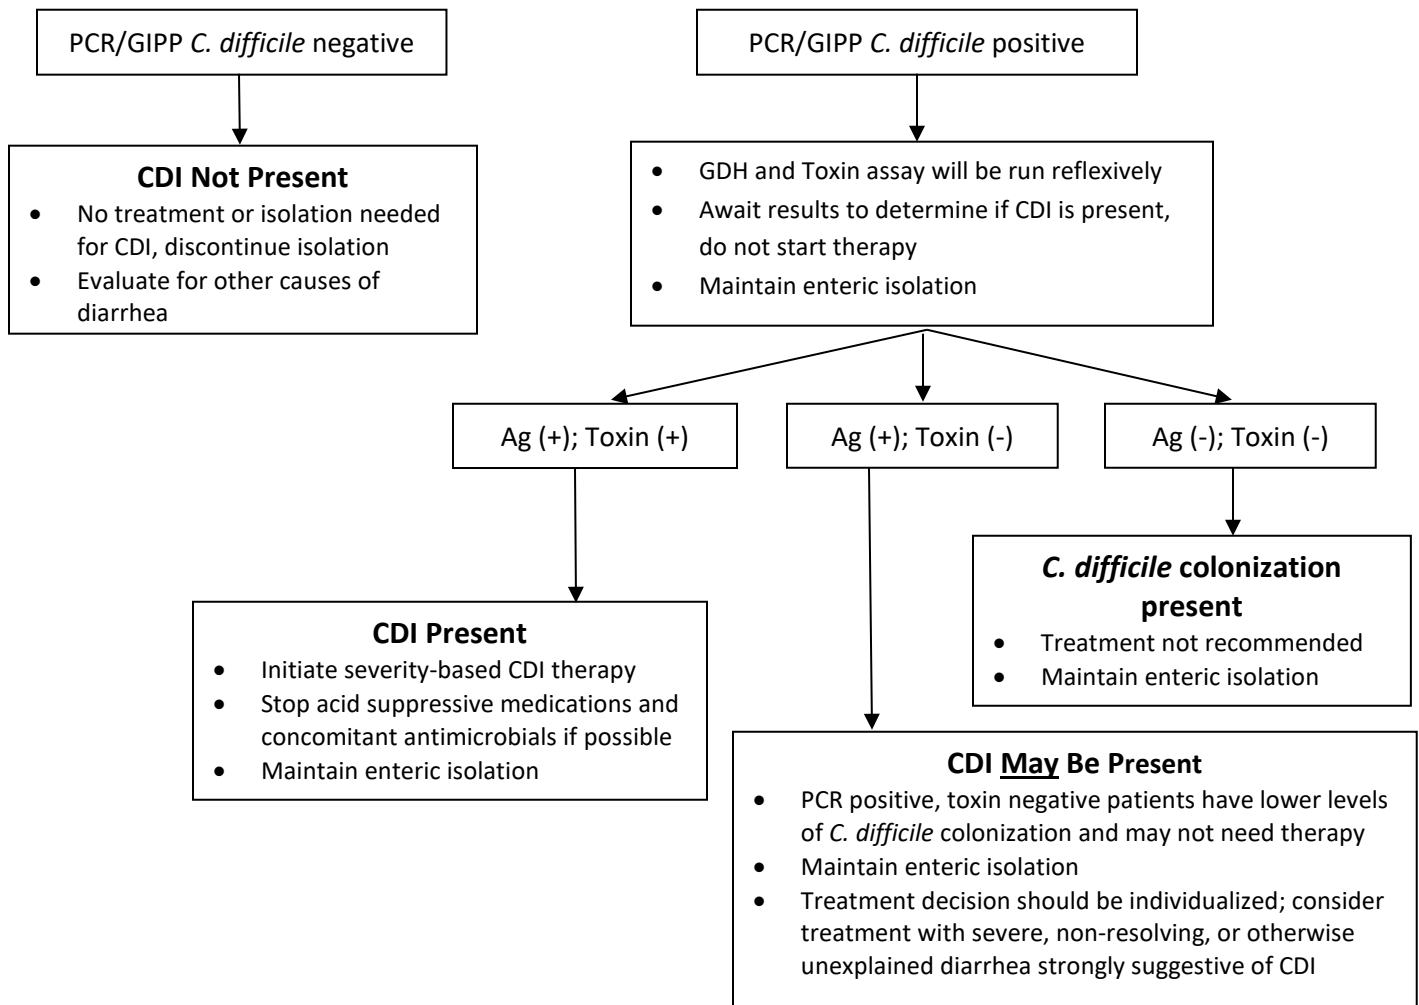 PCR/GIPP C. difficile negative
PCR/GIPP C. difficile positive
CDI Not Present
• No treatment or isolation needed
for CDI, discontinue isolation
• Evaluate for other causes of
diarrhea
• GDH and Toxin assay will be run reflexively
• Await results to determine if CDI is present,
do not start therapy
• Maintain enteric isolation
Ag (+); Toxin (+)
Ag (+); Toxin (-)
Ag (-); Toxin (-)
CDI Present
• Initiate severity-based CDI therapy
• Stop acid suppressive medications and
concomitant antimicrobials if possible
• Maintain enteric isolation
C. difficile colonization
present
• Treatment not recommended
• Maintain enteric isolation
CDI May Be Present
• PCR positive, toxin negative patients have lower levels
of C. difficile colonization and may not need therapy
• Maintain enteric isolation
• Treatment decision should be individualized; consider
treatment with severe, non-resolving, or otherwise
unexplained diarrhea strongly suggestive of CDI